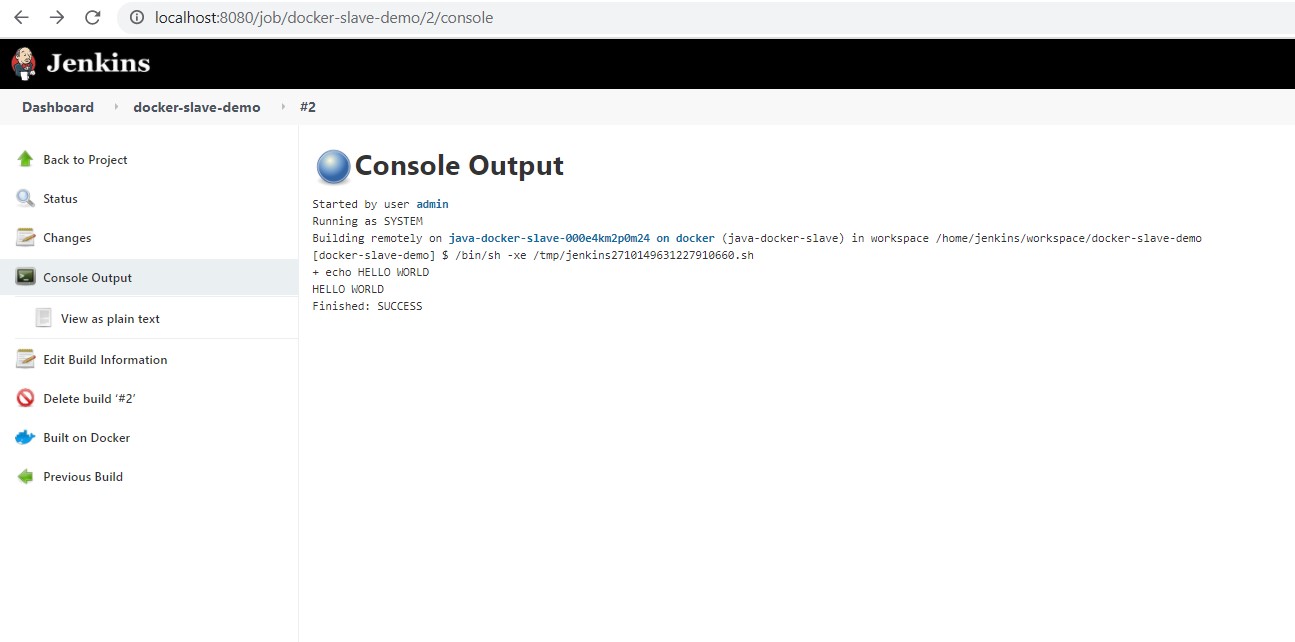 localhost:8080/job/docker-slave-demo/2/console
Jenkins
Dashboard docker-slave-demo #2
Back to Project
Status
Changes
Console Output
View as plain text
Edit Build Information
Delete build ‘#2’
Built on Docker
Previous Build
Console Output
Started by user admin
Running as SYSTEM
Building remotely on java-docker-slave-000e4km2p0m24 on docker (java-docker-slave) in workspace /home/jenkins/workspace/docker-slave-demo
[docker-slave-demo] $ /bin/sh -xe /tmp/jenkins2710149631227910660.sh
+ echo HELLO WORLD
HELLO WORLD
Finished: SUCCESS